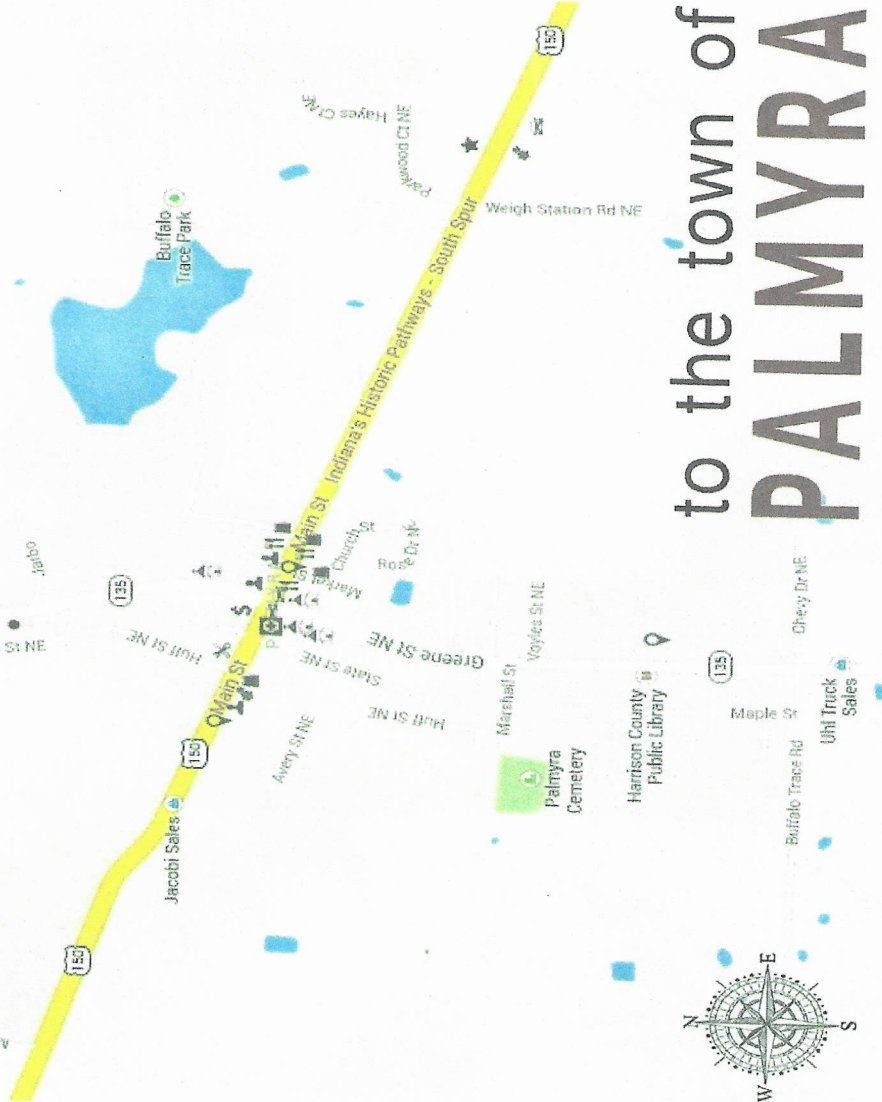 to the town of
PALMYRA
150
Jacobi Sales
150
Main St
Huff St NE
St NE
Jarbo
135
Buffalo
Trace Park
Hayes Ct NE
Parkwood Ct NE
150
Weigh Station Rd NE
Main St
Indiana's Historic Pathways - South Spur
Church St
Market St
Rose Dr NE
Greene St NE
State St NE
Huff St NE
Avery St NE
Marshall St
Voyles St NE
Palmyra
Cemetery
Harrison County
Public Library
135
Maple St
Chevy Dr NE
Buffalo Trace Rd
Uhl Truck
Sales
N
E
S
W